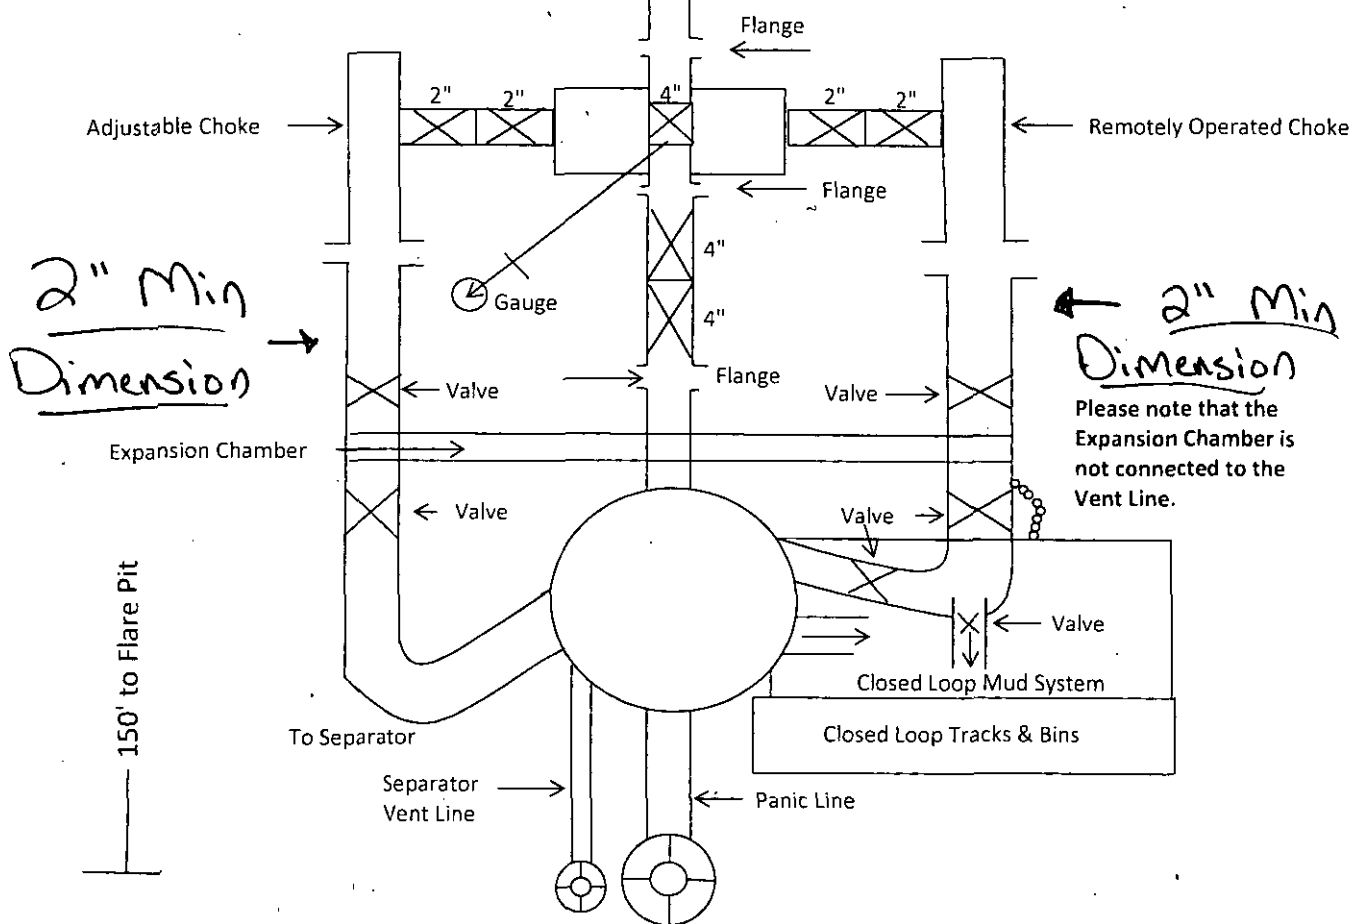 Flange
2" 2" 4" 2" 2"
Adjustable Choke
Remotely Operated Choke
Flange
4"
2" Min
Dimension
Gauge
4"
2" Min
Dimension
Flange
Valve
Valve
Please note that the
Expansion Chamber is
not connected to the
Vent Line.
Expansion Chamber
Valve
Valve
150' to Flare Pit
Valve
Closed Loop Mud System
To Separator
Closed Loop Tracks & Bins
Separator
Vent Line
Panic Line